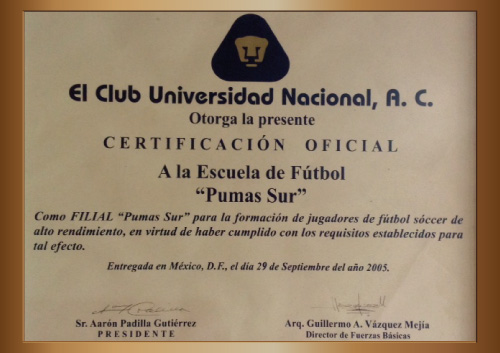 El Club Universidad Nacional, A. C.
Otorga la presente
CERTIFICACIÓN OFICIAL
A la Escuela de Fútbol
“Pumas Sur”
Como FILIAL “Pumas Sur” para la formación de jugadores de fútbol sóccer de
alto rendimiento, en virtud de haber cumplido con los requisitos establecidos para
tal efecto.
Entregada en México, D.F., el día 29 de Septiembre del año 2005.
Sr. Aarón Padilla Gutiérrez
PRESIDENTE
Arq. Guillermo A. Vázquez Mejía
Director de Fuerzas Básicas